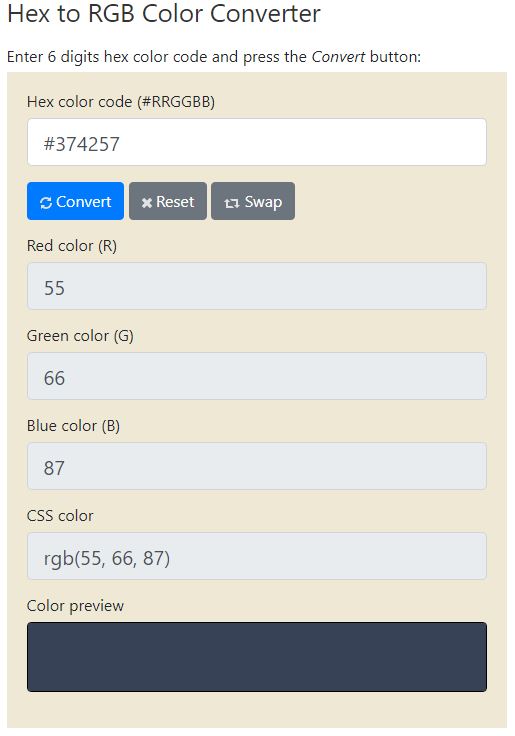 Hex to RGB Color Converter
Enter 6 digits hex color code and press the Convert button:
Hex color code (#RRGGBB)
#374257
Convert Reset Swap
Red color (R)
55
Green color (G)
66
Blue color (B)
87
CSS color
rgb(55, 66, 87)
Color preview